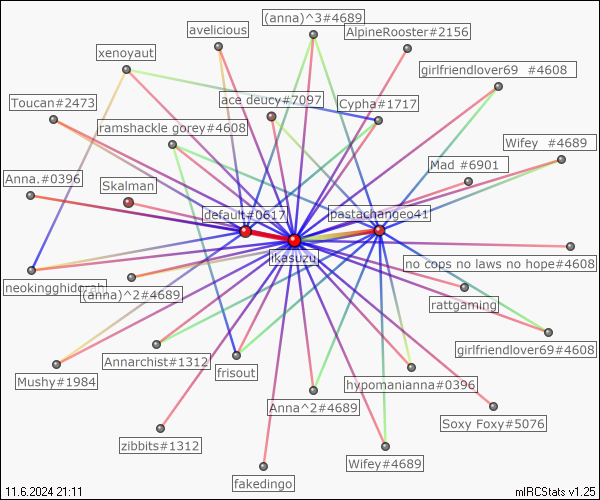 (anna)^3#4689
avelicious
AlpineRooster#2156
xenoyaut
girlfriendlover69 #4608
Toucan#2473
ace deucy#7097
Cypha#1717
ramshackle gorey#4608
Wifey #4689
Mad #6901
Anna.#0396
Skalman
default#0617
pastachangeo41
ikasuzu
no cops no laws no hope#4608
neokingghidorah
(anna)^2#4689
rattgaming
Annarchist#1312
girlfriendlover69#4608
Mushy#1984
frisout
hypomanianna#0396
Anna^2#4689
Soxy Foxy#5076
zibbits#1312
Wifey#4689
fakedingo
11.6.2024 21:11
mIRCStats v1.25